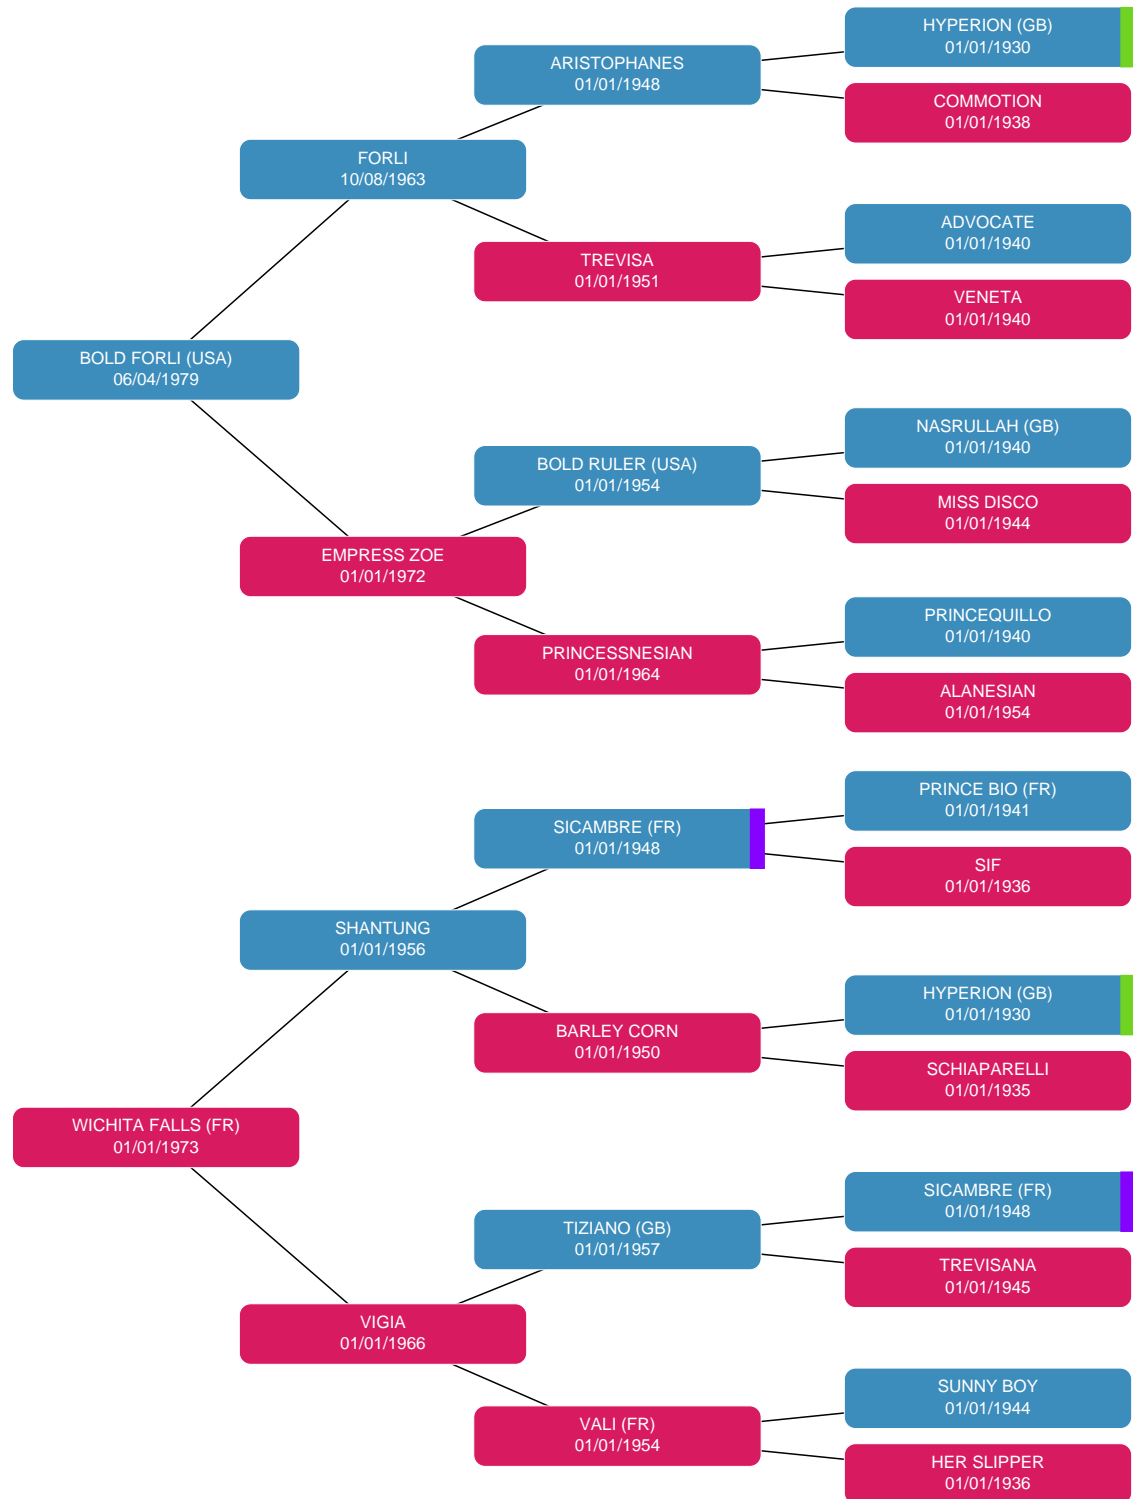 HYPERION (GB)
01/01/1930
ARISTOPHANES
01/01/1948
COMMOTION
01/01/1938
FORLI
10/08/1963
ADVOCATE
01/01/1940
TREVISA
01/01/1951
VENETA
01/01/1940
BOLD FORLI (USA)
06/04/1979
NASRULLAH (GB)
01/01/1940
BOLD RULER (USA)
01/01/1954
MISS DISCO
01/01/1944
EMPRESS ZOE
01/01/1972
PRINCEQUILLO
01/01/1940
PRINCESSNESIAN
01/01/1964
ALANESIAN
01/01/1954
PRINCE BIO (FR)
01/01/1941
SICAMBRE (FR)
01/01/1948
SIF
01/01/1936
SHANTUNG
01/01/1956
HYPERION (GB)
01/01/1930
BARLEY CORN
01/01/1950
SCHIAPARELLI
01/01/1935
WICHITA FALLS (FR)
01/01/1973
SICAMBRE (FR)
01/01/1948
TIZIANO (GB)
01/01/1957
TREVISANA
01/01/1945
VIGIA
01/01/1966
SUNNY BOY
01/01/1944
VALI (FR)
01/01/1954
HER SLIPPER
01/01/1936